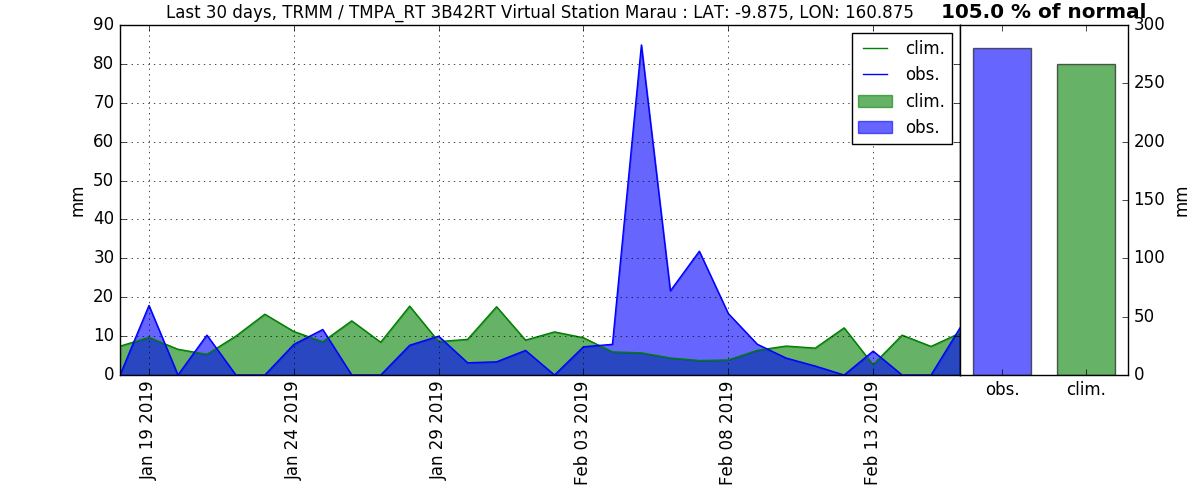 Last 30 days, TRMM / TMPA_RT 3B42RT Virtual Station Marau : LAT: -9.875, LON: 160.875
105.0 % of normal
90
80
70
60
50
40
30
20
10
0
mm
clim.
obs.
clim.
obs.
Jan 19 2019
Jan 24 2019
Jan 29 2019
Feb 03 2019
Feb 08 2019
Feb 13 2019
300
250
200
150
100
50
0
mm
obs.
clim.